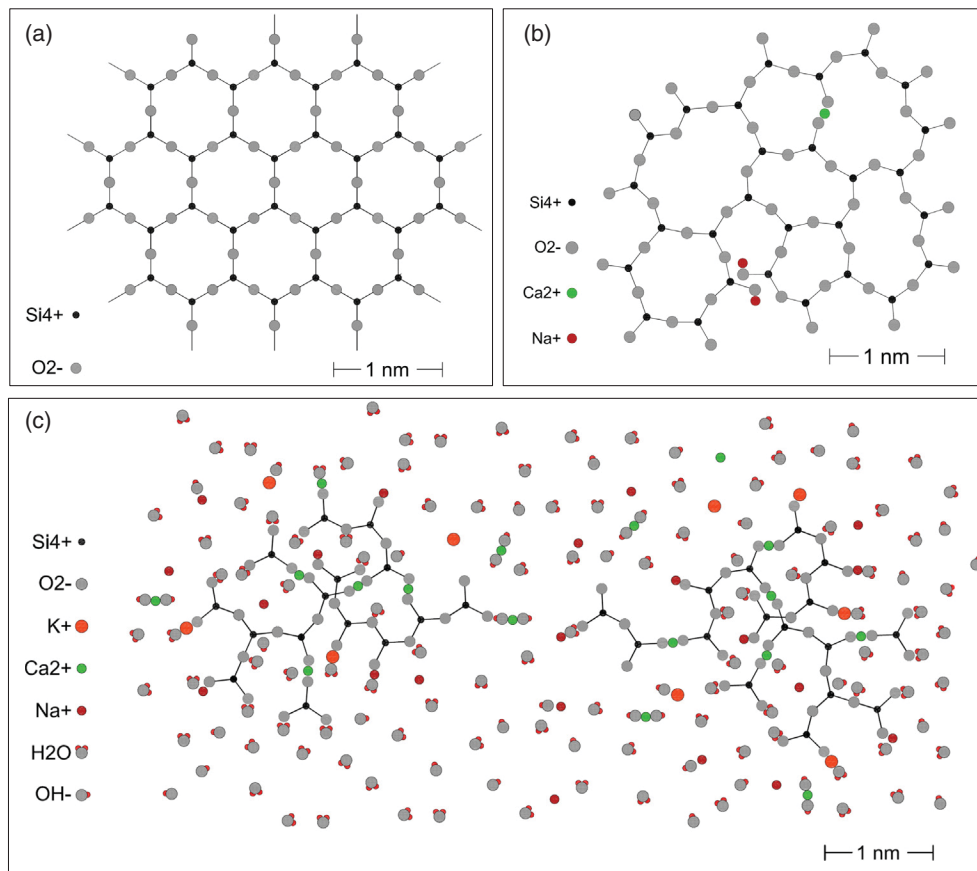 (a)
Si4+
O2-
1 nm
(b)
Si4+
O2-
Ca2+
Na+
1 nm
(c)
Si4+
O2-
K+
Ca2+
Na+
H2O
OH-
1 nm